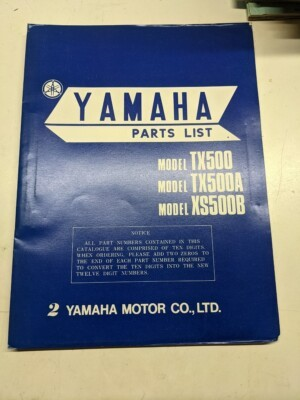 YAMAHA
PARTS LIST
MODEL TX500
MODEL TX500A
MODEL XS500B
NOTICE
ALL PART NUMBERS CONTAINED IN THIS
CATALOGUE ARE COMPRISED OF TEN DIGITS.
WHEN ORDERING, PLEASE ADD TWO ZEROS TO
THE END OF EACH PART NUMBER REQUIRED
TO CONVERT THE TEN DIGITS INTO THE NEW
TWELVE DIGIT NUMBERS.
2 YAMAHA MOTOR CO., LTD.